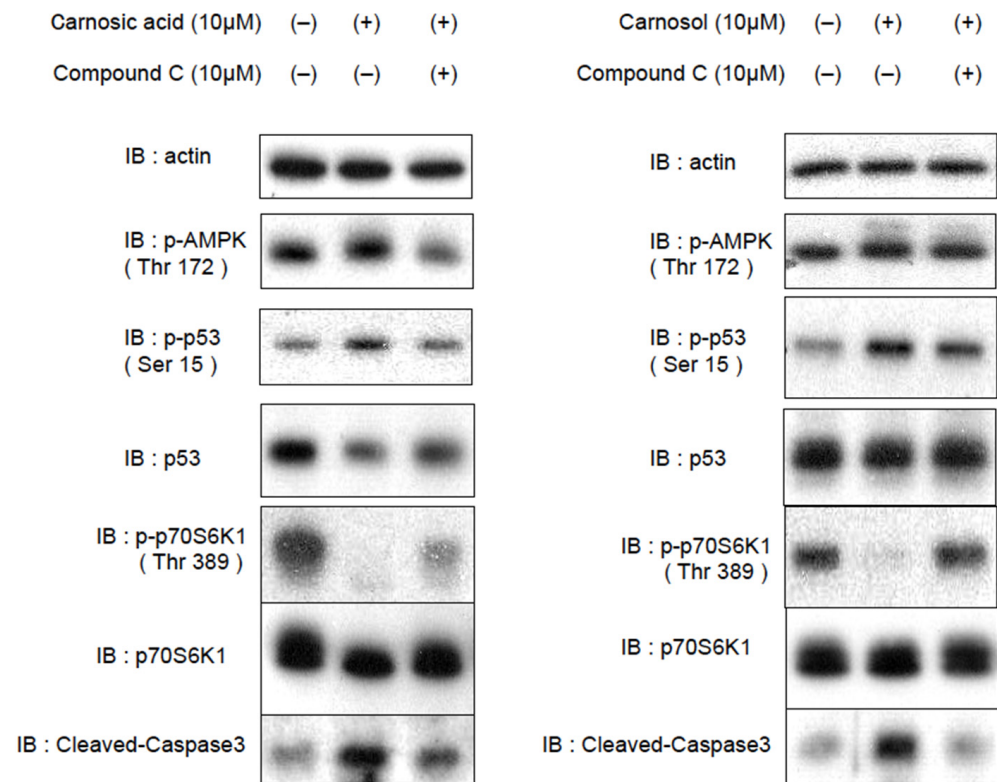 Carnosic acid (10µM) (–) (+) (+)
Compound C (10µM) (–) (–) (+)
IB : actin
IB : p-AMPK
( Thr 172 )
IB : p-p53
( Ser 15 )
IB : p53
IB : p-p70S6K1
( Thr 389 )
IB : p70S6K1
IB : Cleaved-Caspase3
Carnosol (10µM) (–) (+) (+)
Compound C (10µM) (–) (–) (+)
IB : actin
IB : p-AMPK
( Thr 172 )
IB : p-p53
( Ser 15 )
IB : p53
IB : p-p70S6K1
( Thr 389 )
IB : p70S6K1
IB : Cleaved-Caspase3